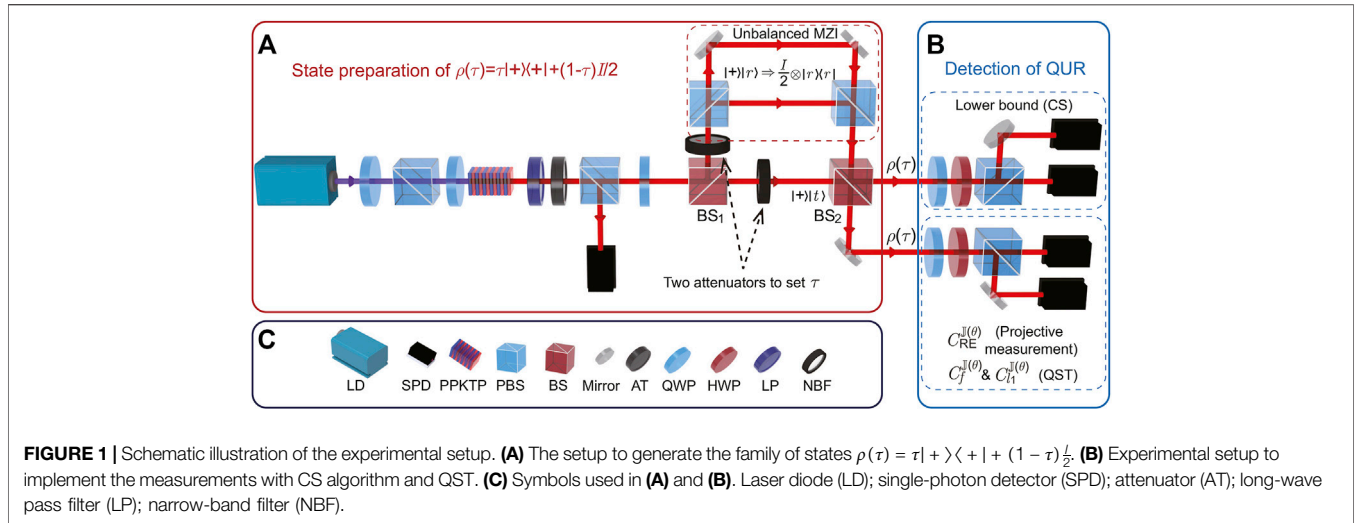 A
State preparation of ρ(τ)=τ|+⟩⟨+|+(1-τ)I/2
Unbalanced MZI
|+⟩|r⟩ ⇒ I/2 ⊗|r⟩⟨r|
BS₁
|+⟩|t⟩
BS₂
Two attenuators to set τ
ρ(τ)
ρ(τ)
B
Detection of QUR
Lower bound (CS)
C_RE^𝕁(θ) (Projective
measurement)
C_f^𝕁(θ) & C_l1^𝕁(θ) (QST)
C
LD SPD PPKTP PBS BS Mirror AT QWP HWP LP NBF
FIGURE 1 | Schematic illustration of the experimental setup. (A) The setup to generate the family of states ρ(τ) = τ| + ⟩⟨ + | + (1 − τ) I/2. (B) Experimental setup to
implement the measurements with CS algorithm and QST. (C) Symbols used in (A) and (B). Laser diode (LD); single-photon detector (SPD); attenuator (AT); long-wave
pass filter (LP); narrow-band filter (NBF).